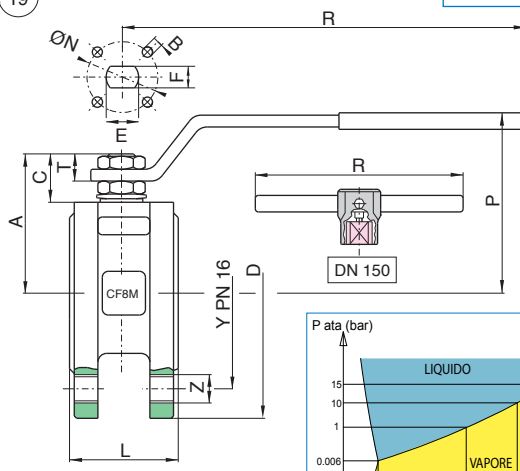 19
R
ØN
B
F
E
T
C
A
P
R
DN 150
CF8M
Y PN 16
D
Z
L
P ata (bar)
LIQUIDO
15
10
1
VAPORE
0.006